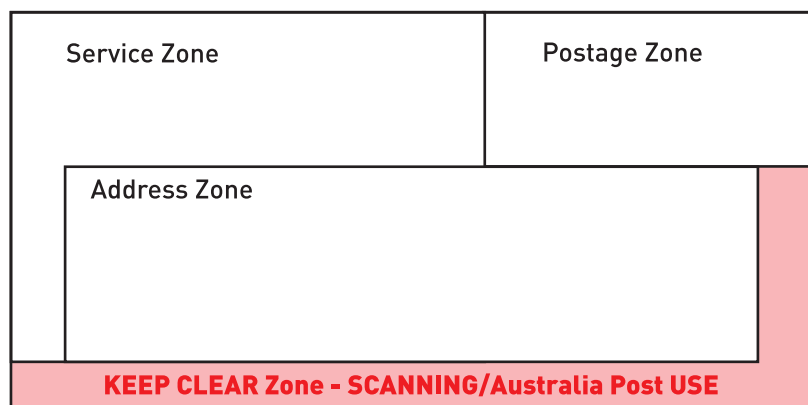 Service Zone
Postage Zone
Address Zone
KEEP CLEAR Zone - SCANNING/Australia Post USE